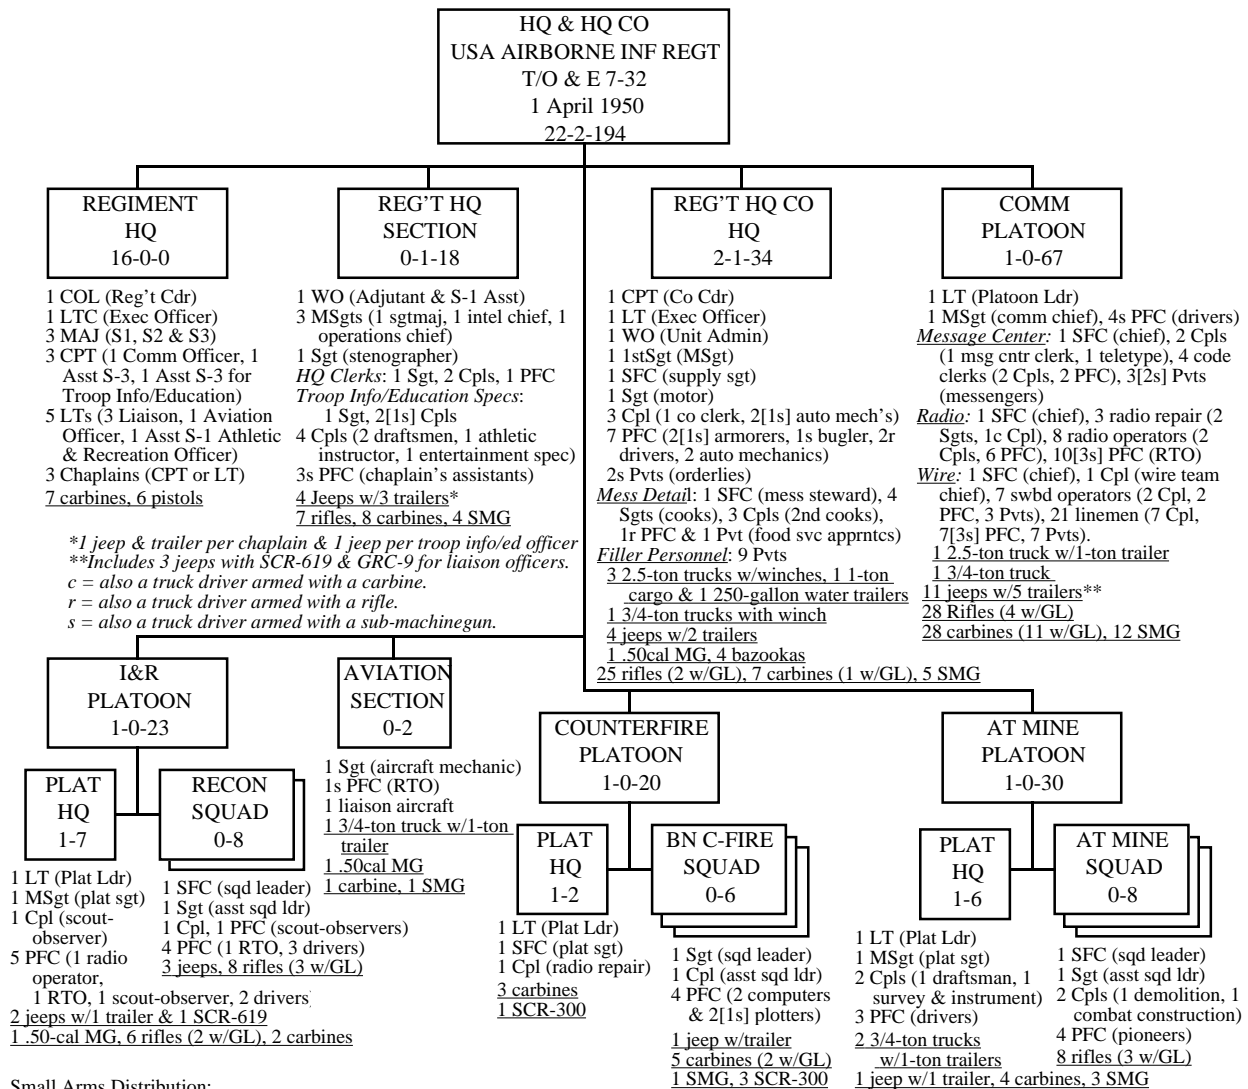 HQ & HQ CO
USA AIRBORNE INF REGT
T/O & E 7-32
1 April 1950
22-2-194
REGIMENT
HQ
16-0-0
1 COL (Reg't Cdr)
1 LTC (Exec Officer)
3 MAJ (S1, S2 & S3)
3 CPT (1 Comm Officer, 1
Asst S-3, 1 Asst S-3 for
Troop Info/Education)
5 LTs (3 Liaison, 1 Aviation
Officer, 1 Asst S-1 Athletic
& Recreation Officer)
3 Chaplains (CPT or LT)
7 carbines, 6 pistols
REG'T HQ
SECTION
0-1-18
1 WO (Adjutant & S-1 Asst)
3 MSgts (1 sgtmaj, 1 intel chief, 1
operations chief)
1 Sgt (stenographer)
HQ Clerks: 1 Sgt, 2 Cpls, 1 PFC
Troop Info/Education Specs:
1 Sgt, 2[1s] Cpls
4 Cpls (2 draftsmen, 1 athletic
instructor, 1 entertainment spec)
3s PFC (chaplain's assistants)
4 Jeeps w/3 trailers*
7 rifles, 8 carbines, 4 SMG
REG'T HQ CO
HQ
2-1-34
1 CPT (Co Cdr)
1 LT (Exec Officer)
1 WO (Unit Admin)
1 1stSgt (MSgt)
1 SFC (supply sgt)
1 Sgt (motor)
3 Cpl (1 co clerk, 2[1s] auto mech's)
7 PFC (2[1s] armorers, 1s bugler, 2r
drivers, 2 auto mechanics)
2s Pvts (orderlies)
Mess Detail: 1 SFC (mess steward), 4
Sgts (cooks), 3 Cpls (2nd cooks),
1r PFC & 1 Pvt (food svc apprntcs)
Filler Personnel: 9 Pvts
3 2.5-ton trucks w/winches, 1 1-ton
cargo & 1 250-gallon water trailers
1 3/4-ton trucks with winch
4 jeeps w/2 trailers
1 .50cal MG, 4 bazookas
25 rifles (2 w/GL), 7 carbines (1 w/GL), 5 SMG
COMM
PLATOON
1-0-67
1 LT (Platoon Ldr)
1 MSgt (comm chief), 4s PFC (drivers)
Message Center: 1 SFC (chief), 2 Cpls
(1 msg cntr clerk, 1 teletype), 4 code
clerks (2 Cpls, 2 PFC), 3[2s] Pvts
(messengers)
Radio: 1 SFC (chief), 3 radio repair (2
Sgts, 1c Cpl), 8 radio operators (2
Cpls, 6 PFC), 10[3s] PFC (RTO)
Wire: 1 SFC (chief), 1 Cpl (wire team
chief), 7 swbd operators (2 Cpl, 2
PFC, 3 Pvts), 21 linemen (7 Cpl,
7[3s] PFC, 7 Pvts).
1 2.5-ton truck w/1-ton trailer
1 3/4-ton truck
11 jeeps w/5 trailers**
28 Rifles (4 w/GL)
28 carbines (11 w/GL), 12 SMG
*1 jeep & trailer per chaplain & 1 jeep per troop info/ed officer
**Includes 3 jeeps with SCR-619 & GRC-9 for liaison officers.
c = also a truck driver armed with a carbine.
r = also a truck driver armed with a rifle.
s = also a truck driver armed with a sub-machinegun.
I&R
PLATOON
1-0-23
PLAT
HQ
1-7
1 LT (Plat Ldr)
1 MSgt (plat sgt)
1 Cpl (scout-
observer)
5 PFC (1 radio
operator,
1 RTO, 1 scout-observer, 2 drivers
2 jeeps w/1 trailer & 1 SCR-619
1 .50-cal MG, 6 rifles (2 w/GL), 2 carbines
RECON
SQUAD
0-8
1 SFC (sqd leader)
1 Sgt (asst sqd ldr)
1 Cpl, 1 PFC (scout-observers)
4 PFC (1 RTO, 3 drivers)
3 jeeps, 8 rifles (3 w/GL)
AVIATION
SECTION
0-2
1 Sgt (aircraft mechanic)
1s PFC (RTO)
1 liaison aircraft
1 3/4-ton truck w/1-ton
trailer
1 .50cal MG
1 carbine, 1 SMG
COUNTERFIRE
PLATOON
1-0-20
PLAT
HQ
1-2
1 LT (Plat Ldr)
1 SFC (plat sgt)
1 Cpl (radio repair)
3 carbines
1 SCR-300
BN C-FIRE
SQUAD
0-6
1 Sgt (sqd leader)
1 Cpl (asst sqd ldr)
4 PFC (2 computers
& 2[1s] plotters)
1 jeep w/trailer
5 carbines (2 w/GL)
1 SMG, 3 SCR-300
AT MINE
PLATOON
1-0-30
PLAT
HQ
1-6
1 LT (Plat Ldr)
1 MSgt (plat sgt)
2 Cpls (1 draftsman, 1
survey & instrument)
3 PFC (drivers)
2 3/4-ton trucks
w/1-ton trailers
1 jeep w/1 trailer, 4 carbines, 3 SMG
AT MINE
SQUAD
0-8
1 SFC (sqd leader)
1 Sgt (asst sqd ldr)
2 Cpls (1 demolition, 1
combat construction)
4 PFC (pioneers)
8 rifles (3 w/GL)
Small Arms Distribution: